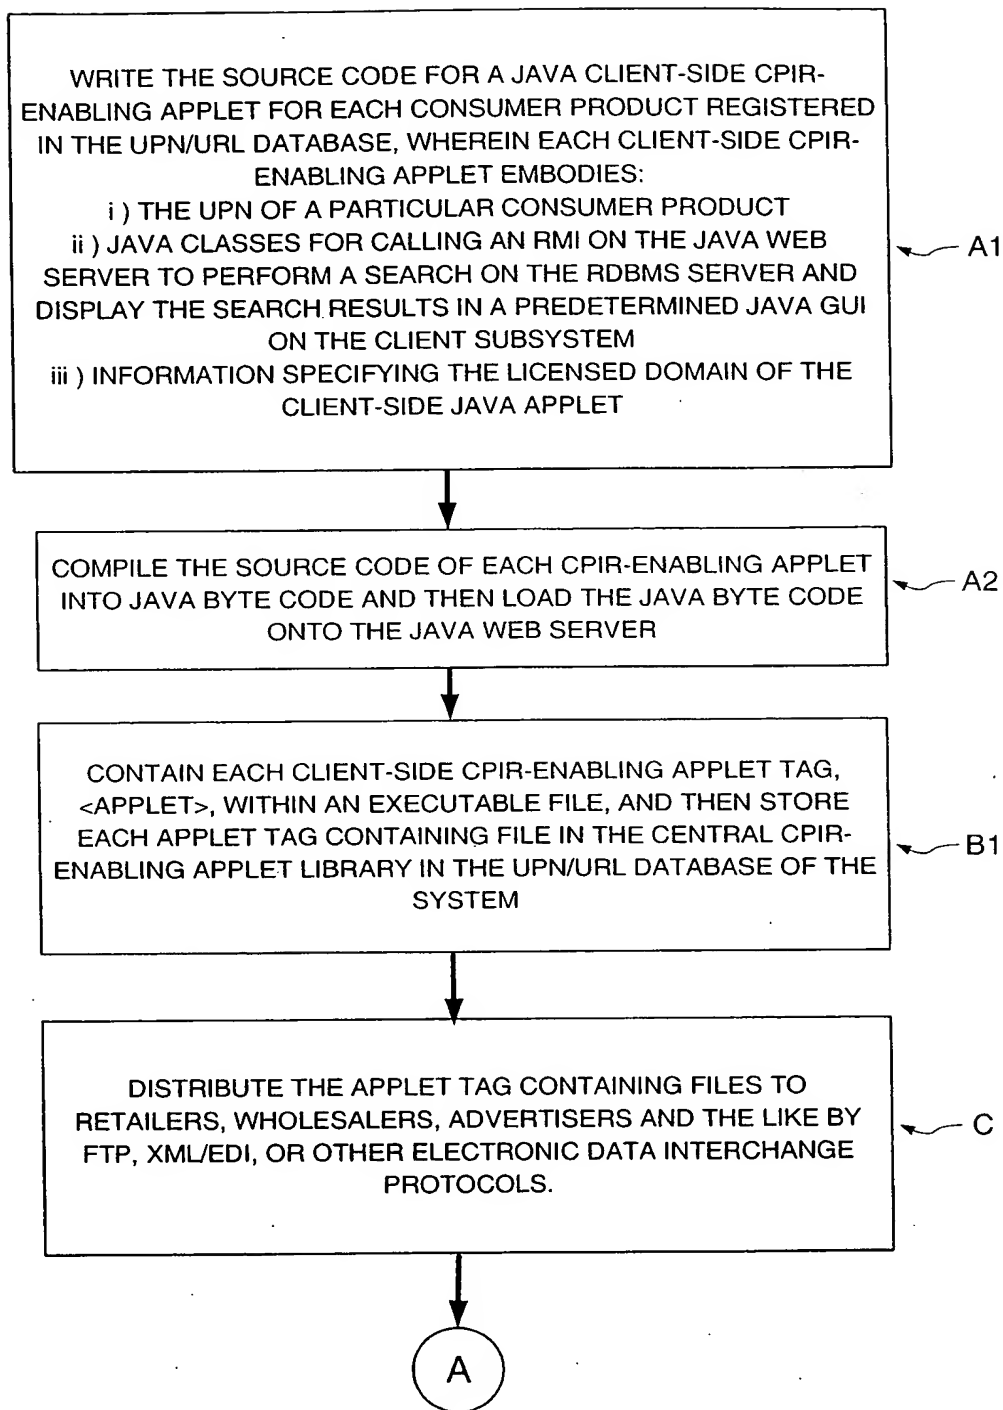 WRITE THE SOURCE CODE FOR A JAVA CLIENT-SIDE CPIR-
ENABLING APPLET FOR EACH CONSUMER PRODUCT REGISTERED
IN THE UPN/URL DATABASE, WHEREIN EACH CLIENT-SIDE CPIR-
ENABLING APPLET EMBODIES:
i ) THE UPN OF A PARTICULAR CONSUMER PRODUCT
ii ) JAVA CLASSES FOR CALLING AN RMI ON THE JAVA WEB
SERVER TO PERFORM A SEARCH ON THE RDBMS SERVER AND
DISPLAY THE SEARCH RESULTS IN A PREDETERMINED JAVA GUI
ON THE CLIENT SUBSYSTEM
iii ) INFORMATION SPECIFYING THE LICENSED DOMAIN OF THE
CLIENT-SIDE JAVA APPLET
A1
COMPILE THE SOURCE CODE OF EACH CPIR-ENABLING APPLET
INTO JAVA BYTE CODE AND THEN LOAD THE JAVA BYTE CODE
ONTO THE JAVA WEB SERVER
A2
CONTAIN EACH CLIENT-SIDE CPIR-ENABLING APPLET TAG,
<APPLET>, WITHIN AN EXECUTABLE FILE, AND THEN STORE
EACH APPLET TAG CONTAINING FILE IN THE CENTRAL CPIR-
ENABLING APPLET LIBRARY IN THE UPN/URL DATABASE OF THE
SYSTEM
B1
DISTRIBUTE THE APPLET TAG CONTAINING FILES TO
RETAILERS, WHOLESALERS, ADVERTISERS AND THE LIKE BY
FTP, XML/EDI, OR OTHER ELECTRONIC DATA INTERCHANGE
PROTOCOLS.
C
A